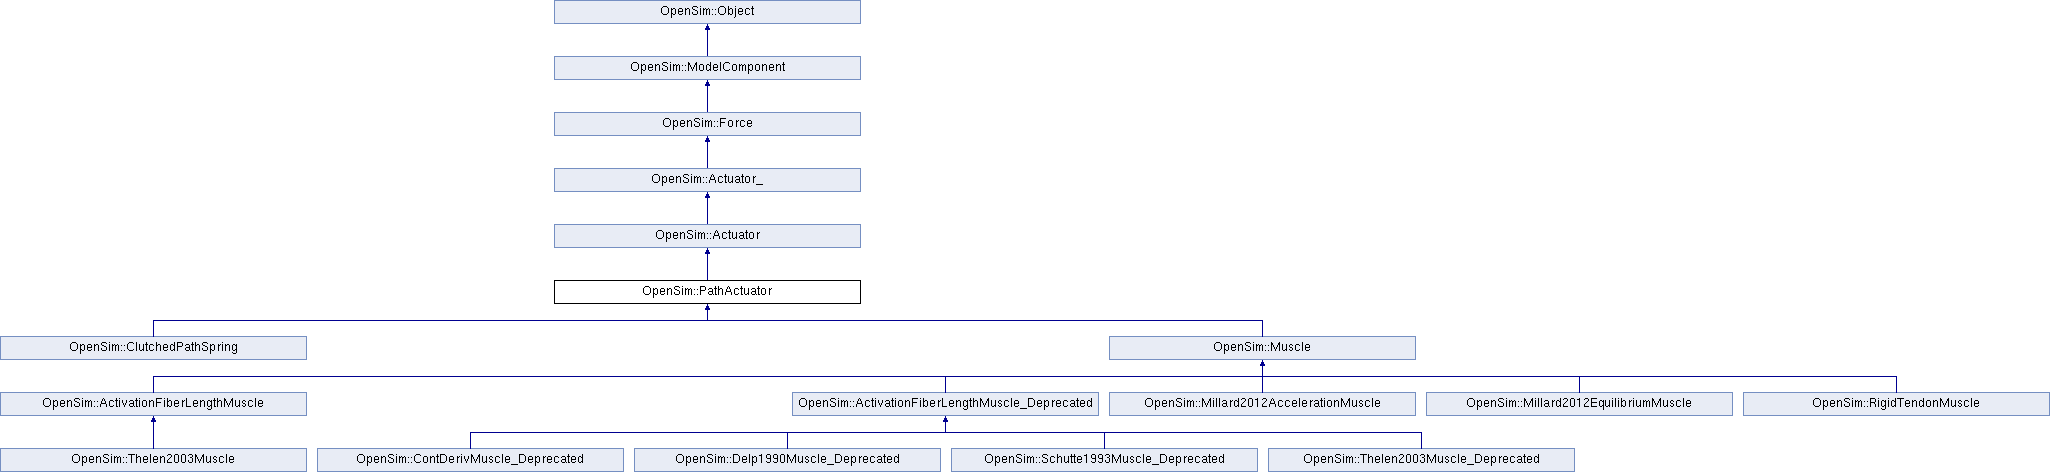 OpenSim::Object
OpenSim::ModelComponent
OpenSim::Force
OpenSim::Actuator_
OpenSim::Actuator
OpenSim::PathActuator
OpenSim::ClutchedPathSpring
OpenSim::Muscle
OpenSim::ActivationFiberLengthMuscle
OpenSim::ActivationFiberLengthMuscle_Deprecated
OpenSim::Millard2012AccelerationMuscle
OpenSim::Millard2012EquilibriumMuscle
OpenSim::RigidTendonMuscle
OpenSim::Thelen2003Muscle
OpenSim::ContDerivMuscle_Deprecated
OpenSim::Delp1990Muscle_Deprecated
OpenSim::Schutte1993Muscle_Deprecated
OpenSim::Thelen2003Muscle_Deprecated